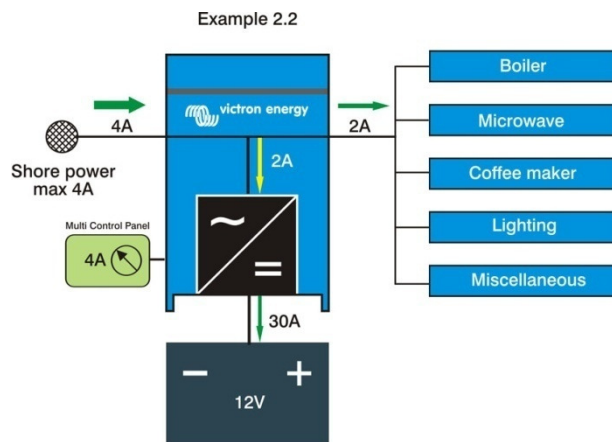 Example 2.2
victron energy
4A
2A
Boiler
Microwave
Coffee maker
Lighting
Miscellaneous
Shore power
max 4A
2A
Multi Control Panel
4A
~
=
30A
− +
12V